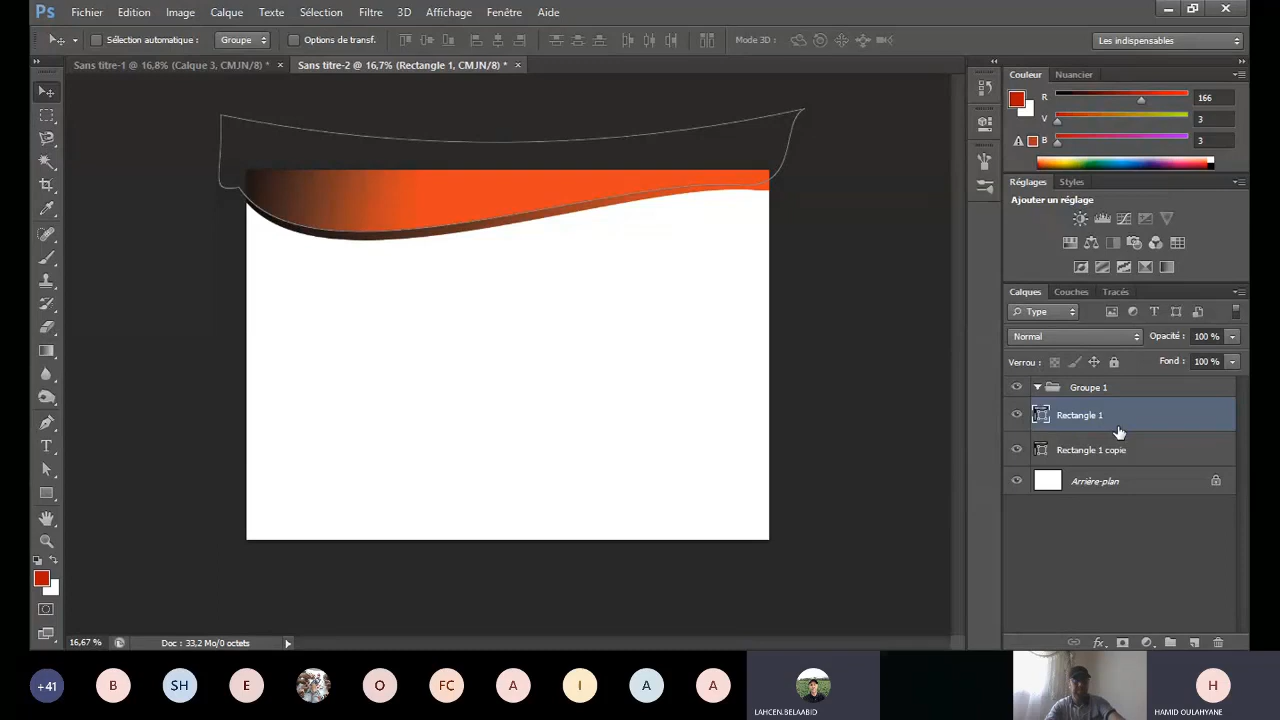 Ps Fichier Edition Image Calque Texte Sélection Filtre 3D Affichage Fenêtre Aide
Sélection automatique : Groupe Options de transf. Mode 3D : Les indispensables
Sans titre-1 @ 16,8% (Calque 3, CMJN/8) * × Sans titre-2 @ 16,7% (Rectangle 1, CMJN/8) * ×
Couleur Nuancier
R 166
V 3
B 3
Réglages Styles
Ajouter un réglage
Calques Couches Tracés
Type
Normal Opacité : 100 %
Verrou : Fond : 100 %
Groupe 1
Rectangle 1
Rectangle 1 copie
Arrière-plan
16,67 % Doc : 33,2 Mo/0 octets
+41 B SH E O FC A I A A H
LAHCEN.BELAABID HAMID OULAHYANE